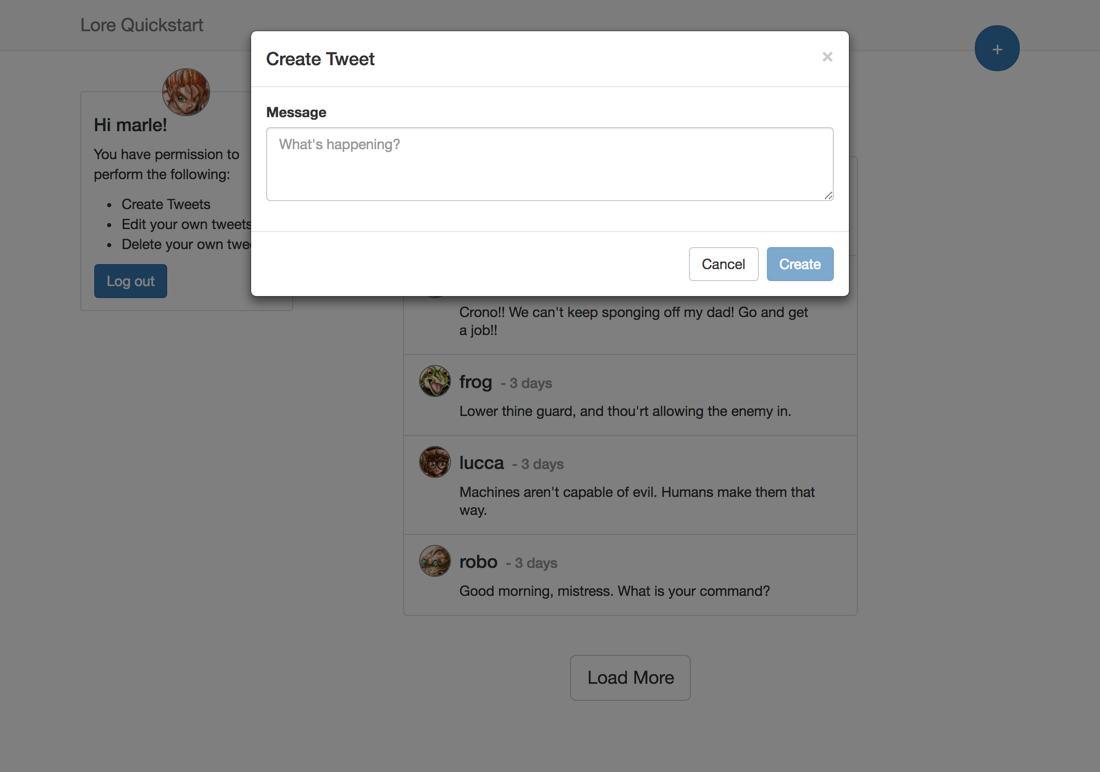 Lore Quickstart
+
Create Tweet
×
Message
What's happening?
Cancel
Create
Hi marle!
You have permission to
perform the following:
• Create Tweets
• Edit your own tweets
• Delete your own twee
Log out
Crono!! We can't keep sponging off my dad! Go and get
a job!!
frog - 3 days
Lower thine guard, and thou'rt allowing the enemy in.
lucca - 3 days
Machines aren't capable of evil. Humans make them that
way.
robo - 3 days
Good morning, mistress. What is your command?
Load More